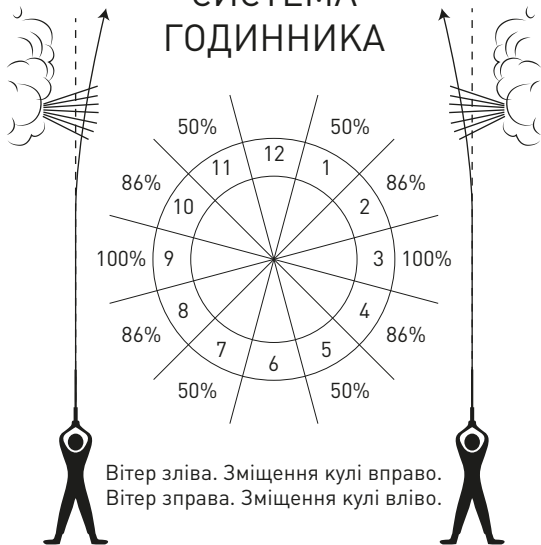 СИСТЕМА
ГОДИННИКА
50% 50%
12
11 1
86% 86%
10 2
100% 9 3 100%
8 4
86% 86%
7 5
6
50% 50%
Вітер зліва. Зміщення кулі вправо.
Вітер зправа. Зміщення кулі вліво.